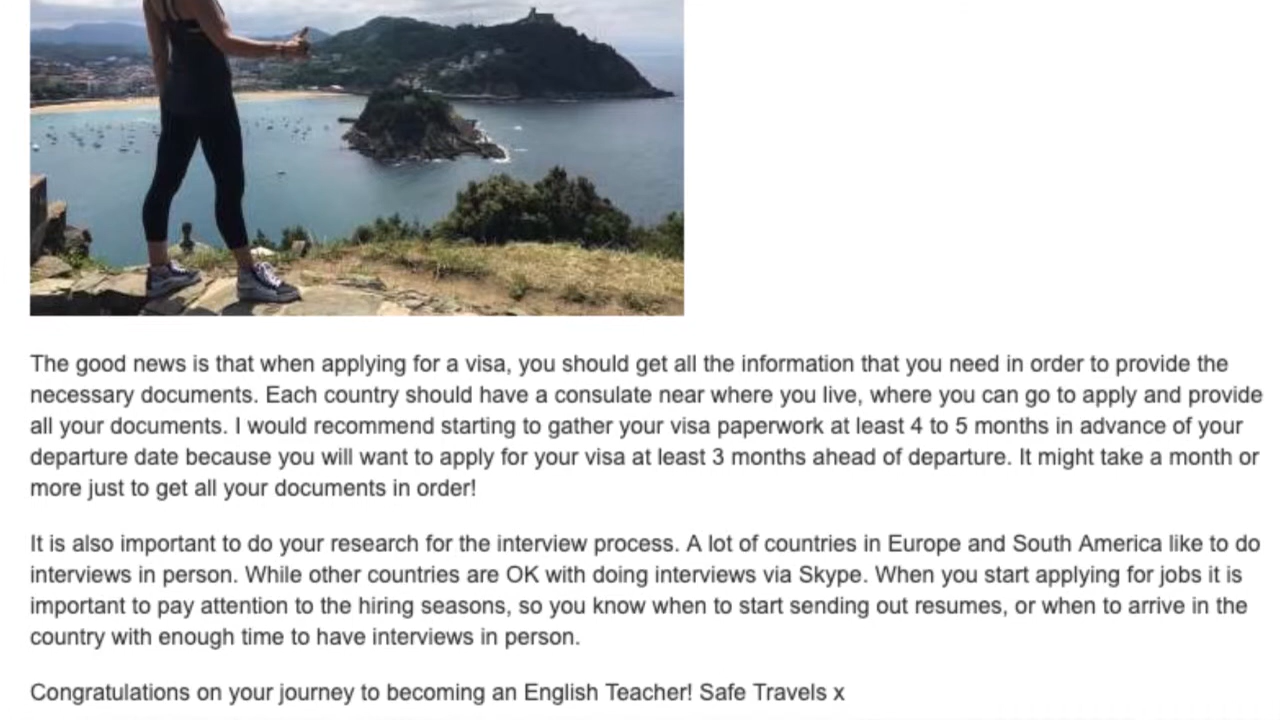 The good news is that when applying for a visa, you should get all the information that you need in order to provide the
necessary documents. Each country should have a consulate near where you live, where you can go to apply and provide
all your documents. I would recommend starting to gather your visa paperwork at least 4 to 5 months in advance of your
departure date because you will want to apply for your visa at least 3 months ahead of departure. It might take a month or
more just to get all your documents in order!
It is also important to do your research for the interview process. A lot of countries in Europe and South America like to do
interviews in person. While other countries are OK with doing interviews via Skype. When you start applying for jobs it is
important to pay attention to the hiring seasons, so you know when to start sending out resumes, or when to arrive in the
country with enough time to have interviews in person.
Congratulations on your journey to becoming an English Teacher! Safe Travels x